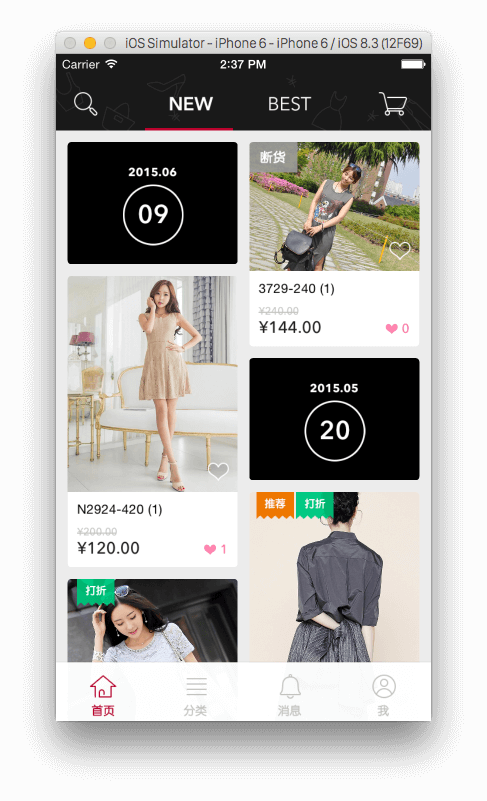 iOS Simulator - iPhone 6 - iPhone 6 / iOS 8.3 (12F69)
Carrier 2:37 PM
NEW BEST
2015.06
09
断货
3729-240 (1)
¥240.00
¥144.00 0
N2924-420 (1)
¥200.00
¥120.00 1
2015.05
20
推荐 打折
打折
首页 分类 消息 我